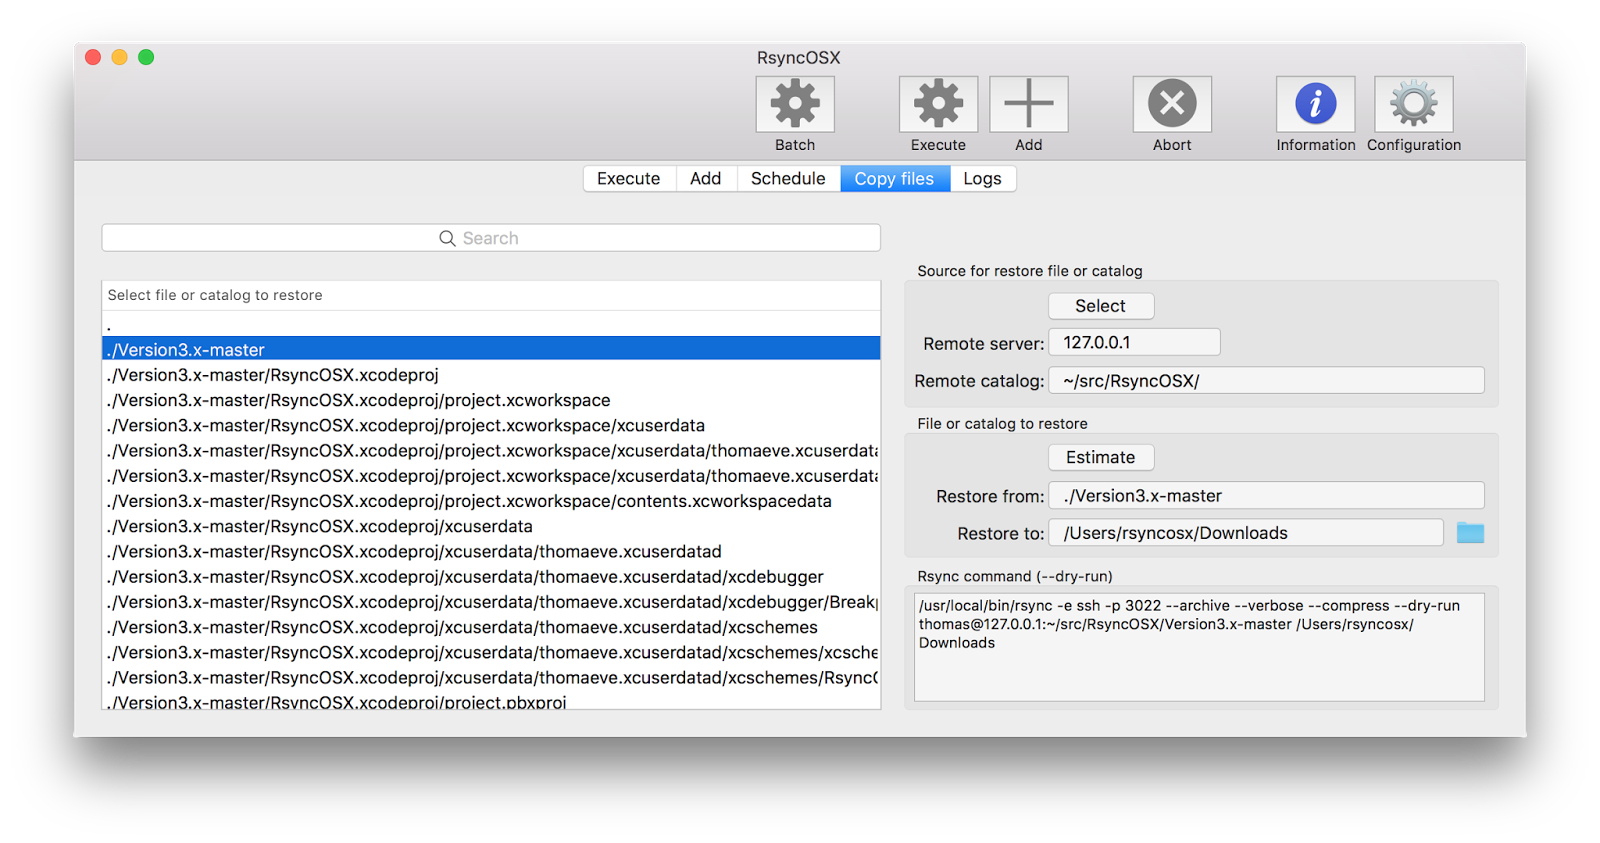 RsyncOSX
Batch
Execute
Add
Abort
Information
Configuration
Execute
Add
Schedule
Copy files
Logs
Search
Select file or catalog to restore
.
./Version3.x-master
./Version3.x-master/RsyncOSX.xcodeproj
./Version3.x-master/RsyncOSX.xcodeproj/project.xcworkspace
./Version3.x-master/RsyncOSX.xcodeproj/project.xcworkspace/xcuserdata
./Version3.x-master/RsyncOSX.xcodeproj/project.xcworkspace/xcuserdata/thomaeve.xcuserdata
./Version3.x-master/RsyncOSX.xcodeproj/project.xcworkspace/xcuserdata/thomaeve.xcuserdata
./Version3.x-master/RsyncOSX.xcodeproj/project.xcworkspace/contents.xcworkspacedata
./Version3.x-master/RsyncOSX.xcodeproj/xcuserdata
./Version3.x-master/RsyncOSX.xcodeproj/xcuserdata/thomaeve.xcuserdatad
./Version3.x-master/RsyncOSX.xcodeproj/xcuserdata/thomaeve.xcuserdatad/xcdebugger
./Version3.x-master/RsyncOSX.xcodeproj/xcuserdata/thomaeve.xcuserdatad/xcdebugger/Breakp
./Version3.x-master/RsyncOSX.xcodeproj/xcuserdata/thomaeve.xcuserdatad/xcschemes
./Version3.x-master/RsyncOSX.xcodeproj/xcuserdata/thomaeve.xcuserdatad/xcschemes/xcsche
./Version3.x-master/RsyncOSX.xcodeproj/xcuserdata/thomaeve.xcuserdatad/xcschemes/RsyncO
./Version3.x-master/RsyncOSX.xcodeproj/project.pbxproj
Source for restore file or catalog
Select
Remote server: 127.0.0.1
Remote catalog: ~/src/RsyncOSX/
File or catalog to restore
Estimate
Restore from: ./Version3.x-master
Restore to: /Users/rsyncosx/Downloads
Rsync command (--dry-run)
/usr/local/bin/rsync -e ssh -p 3022 --archive --verbose --compress --dry-run
thomas@127.0.0.1:~/src/RsyncOSX/Version3.x-master /Users/rsyncosx/
Downloads